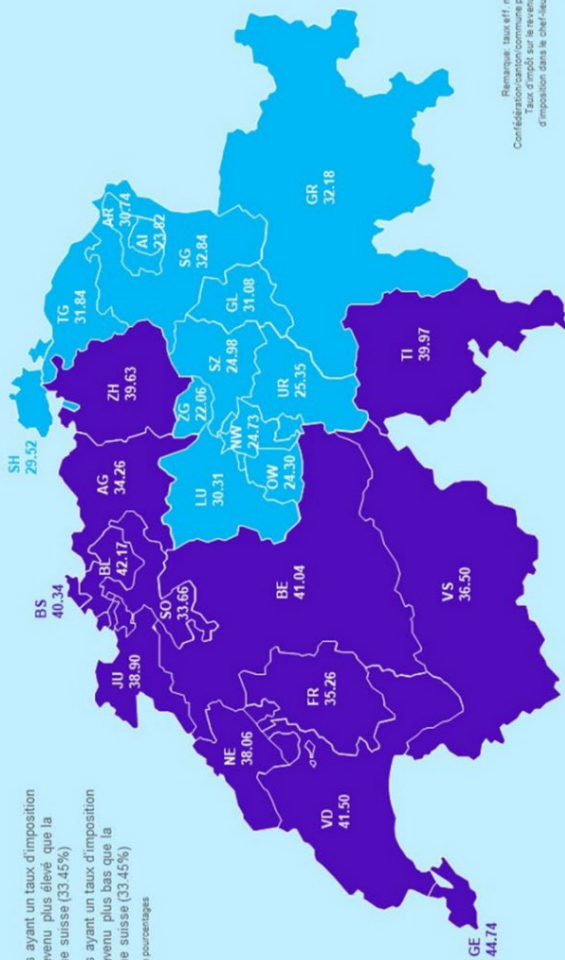 ayant un taux d'imposition
evenu plus élevé que la
ne suisse (33.45%)
ayant un taux d'imposition
evenu plus bas que la
ne suisse (33.45%)
pourcentages
SH
29.52
TG
31.84
AR
30.74
AI
23.82
SG
32.84
ZH
39.63
AG
34.26
BS
40.34
BL
42.17
JU
38.90
SO
33.66
LU
30.31
ZG
22.06
SZ
24.98
GL
31.08
NW
24.73
OW
24.30
UR
25.35
GR
32.18
NE
38.06
FR
35.26
BE
41.04
VD
41.50
GE
44.74
VS
36.50
TI
39.97
Remarque: taux eff.
Confédération/canton/commune
Taux d'impôt sur le revenu
d'imposition dans le chef-lieu